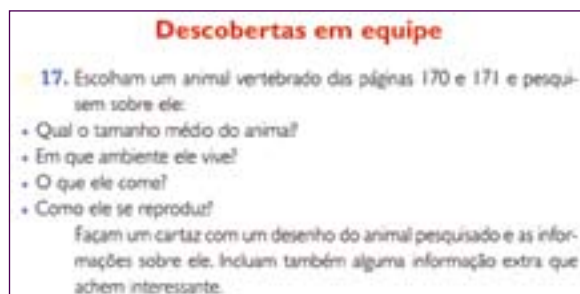 Descobertas em equipe
17. Escolham um animal vertebrado das páginas 170 e 171 e pesqui-
sem sobre ele:
• Qual o tamanho médio do animal?
• Em que ambiente ele vive?
• O que ele come?
• Como ele se reproduz?
Façam um cartaz com um desenho do animal pesquisado e as infor-
mações sobre ele. Incluam também alguma informação extra que
achem interessante.